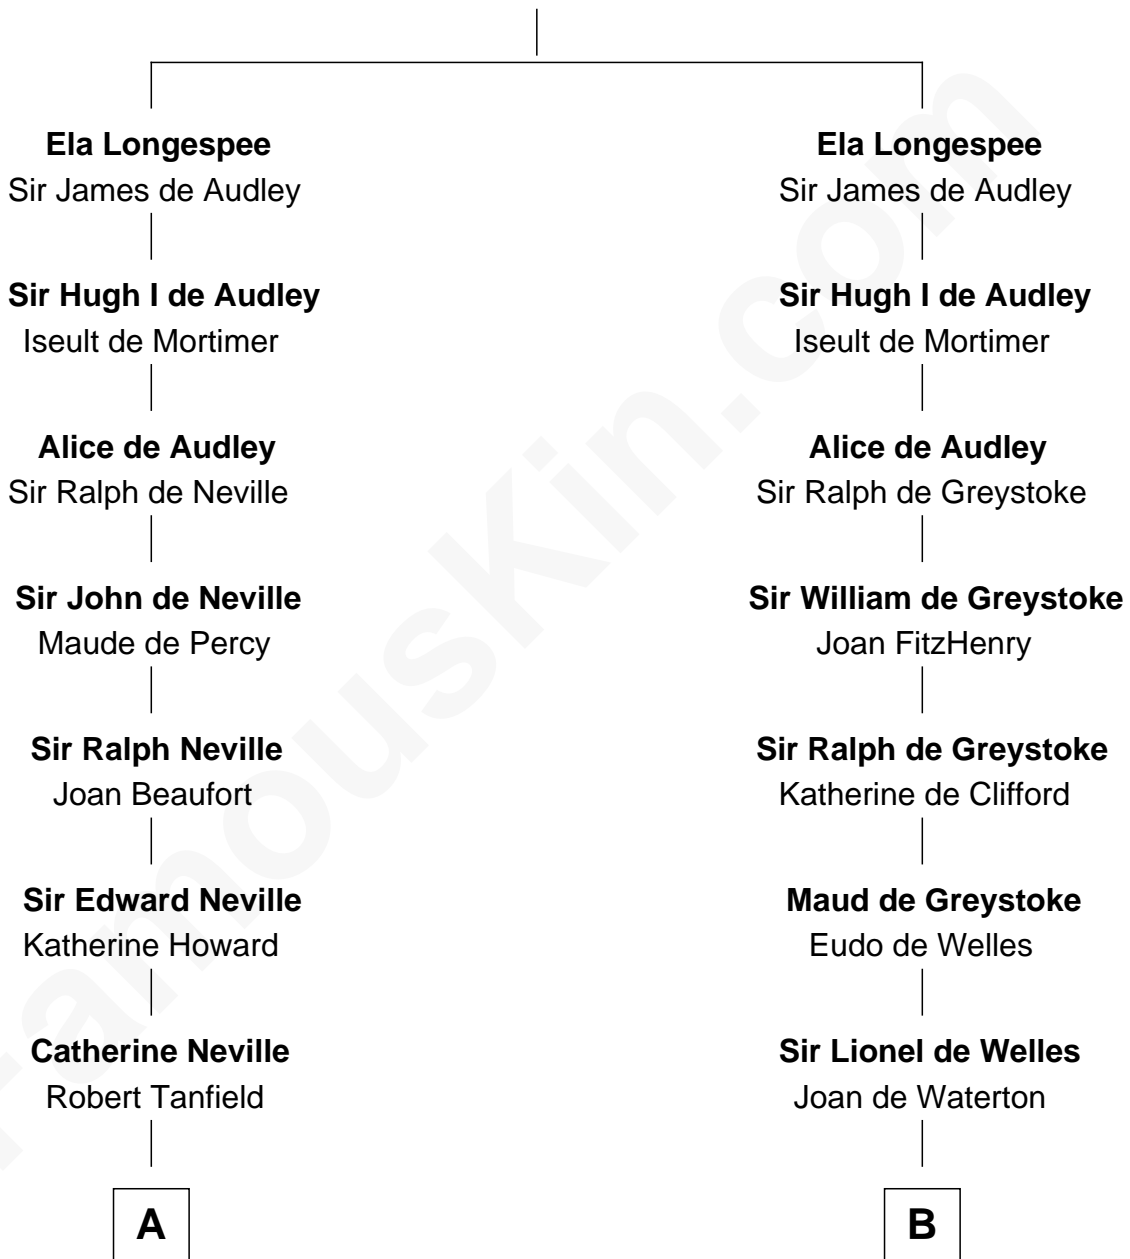 Ela Longespee
Sir James de Audley
Sir Hugh I de Audley
Iseult de Mortimer
Alice de Audley
Sir Ralph de Neville
Sir John de Neville
Maude de Percy
Sir Ralph Neville
Joan Beaufort
Sir Edward Neville
Katherine Howard
Catherine Neville
Robert Tanfield
A
Ela Longespee
Sir James de Audley
Sir Hugh I de Audley
Iseult de Mortimer
Alice de Audley
Sir Ralph de Greystoke
Sir William de Greystoke
Joan FitzHenry
Sir Ralph de Greystoke
Katherine de Clifford
Maud de Greystoke
Eudo de Welles
Sir Lionel de Welles
Joan de Waterton
B
FamousKin.com